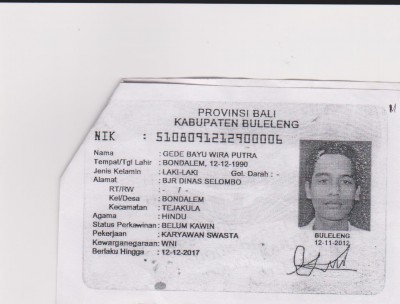 PROVINSI BALI
KABUPATEN BULELENG
NIK : 5108091212900006
Nama : GEDE BAYU WIRA PUTRA
Tempat/Tgl Lahir : BONDALEM, 12-12-1990
Jenis Kelamin : LAKI-LAKI Gol. Darah : -
Alamat : BJR DINAS SELOMBO
RT/RW : - / -
Kel/Desa : BONDALEM
Kecamatan : TEJAKULA
Agama : HINDU
Status Perkawinan : BELUM KAWIN
Pekerjaan : KARYAWAN SWASTA
Kewarganegaraan: WNI
Berlaku Hingga : 12-12-2017
BULELENG
12-11-2012